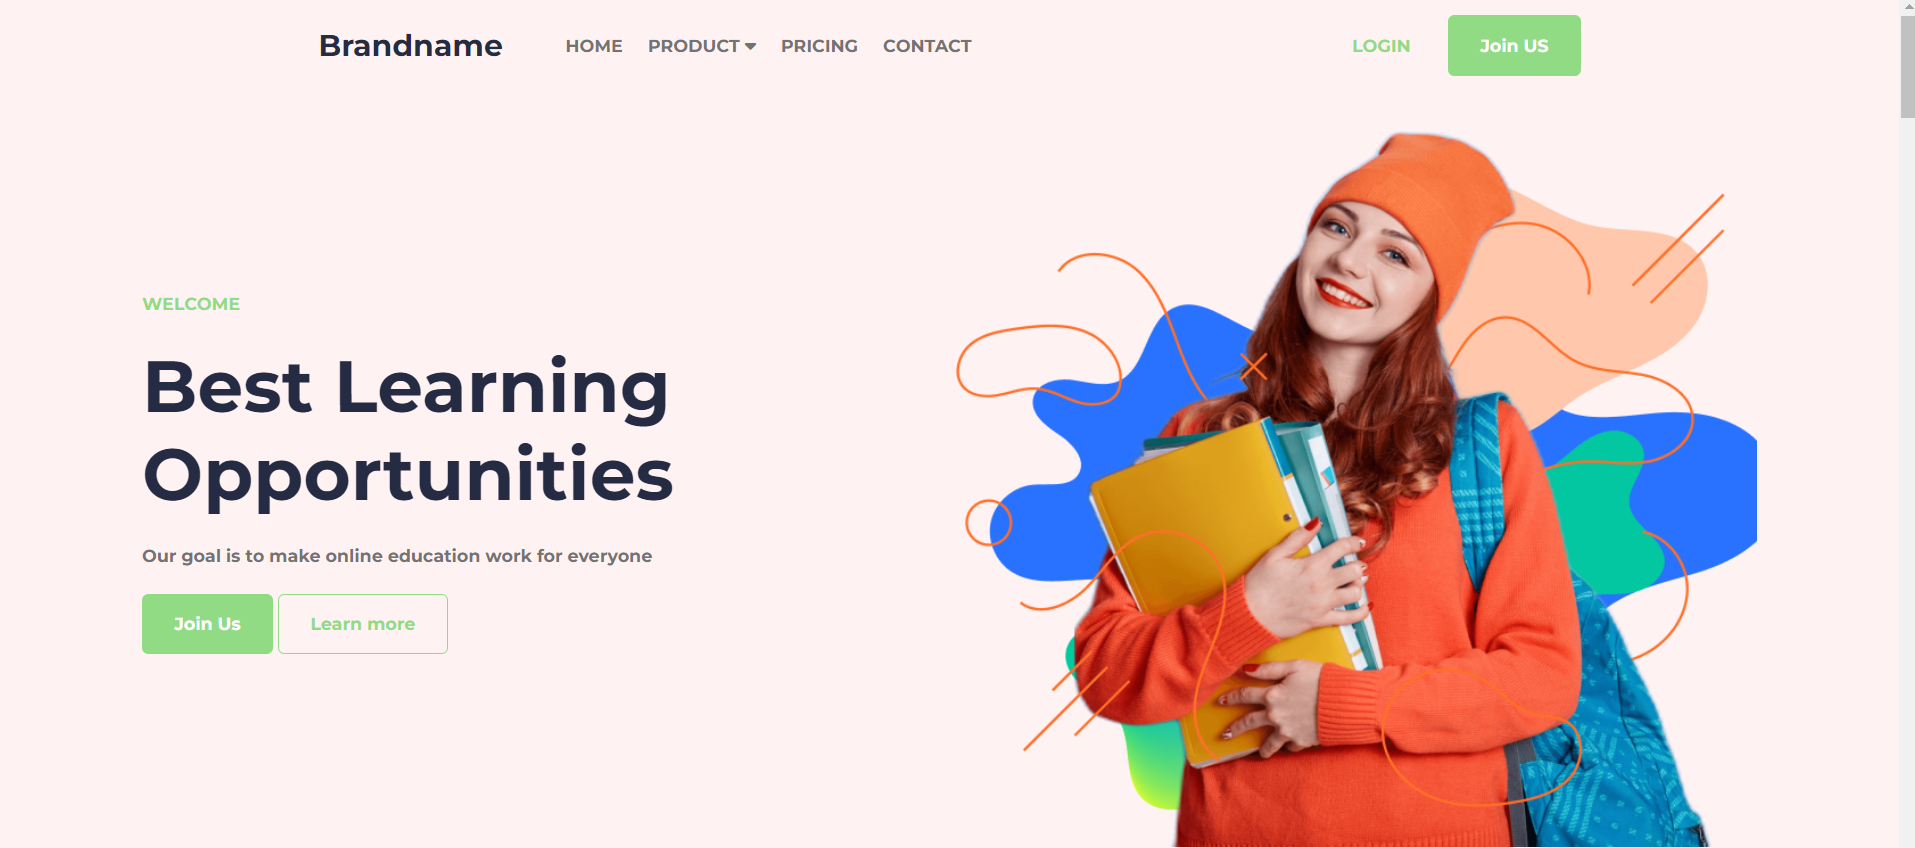 Brandname
HOME
PRODUCT
PRICING
CONTACT
LOGIN
Join US
WELCOME
Best Learning
Opportunities
Our goal is to make online education work for everyone
Join Us
Learn more